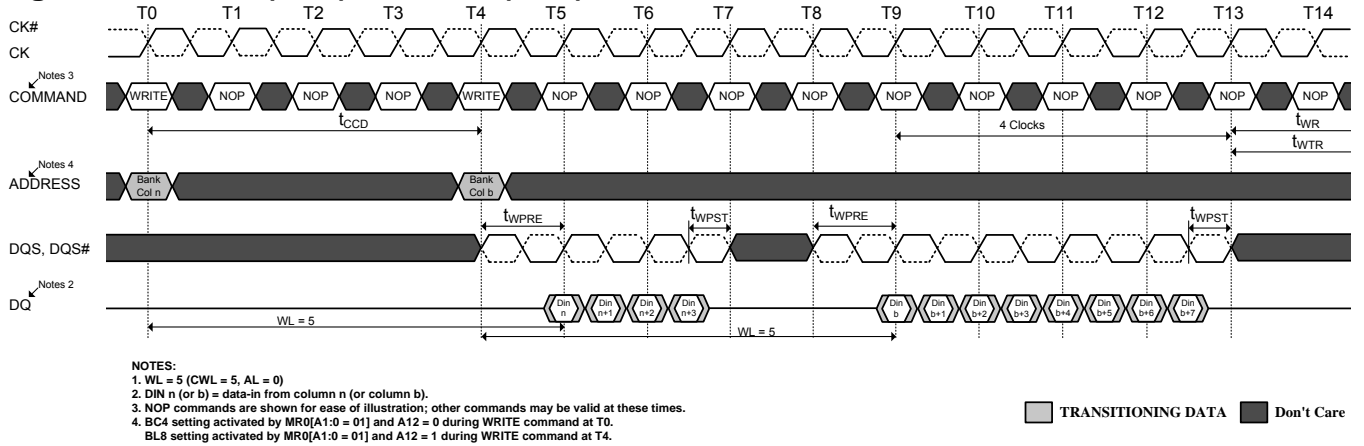 T0 T1 T2 T3 T4 T5 T6 T7 T8 T9 T10 T11 T12 T13 T14
CK#
CK
Notes 3
COMMAND WRITE NOP NOP NOP WRITE NOP NOP NOP NOP NOP NOP NOP NOP NOP NOP
tCCD 4 Clocks tWR
tWTR
Notes 4
ADDRESS
Bank Bank
Col n Col b
tWPRE tWPST tWPRE tWPST
DQS, DQS#
Notes 2
DQ
Din Din Din Din Din Din Din Din Din Din Din Din
n n+1 n+2 n+3 b b+1 b+2 b+3 b+4 b+5 b+6 b+7
WL = 5 WL = 5
NOTES:
1. WL = 5 (CWL = 5, AL = 0)
2. DIN n (or b) = data-in from column n (or column b).
3. NOP commands are shown for ease of illustration; other commands may be valid at these times.
4. BC4 setting activated by MR0[A1:0 = 01] and A12 = 0 during WRITE command at T0.
BL8 setting activated by MR0[A1:0 = 01] and A12 = 1 during WRITE command at T4.
TRANSITIONING DATA Don't Care